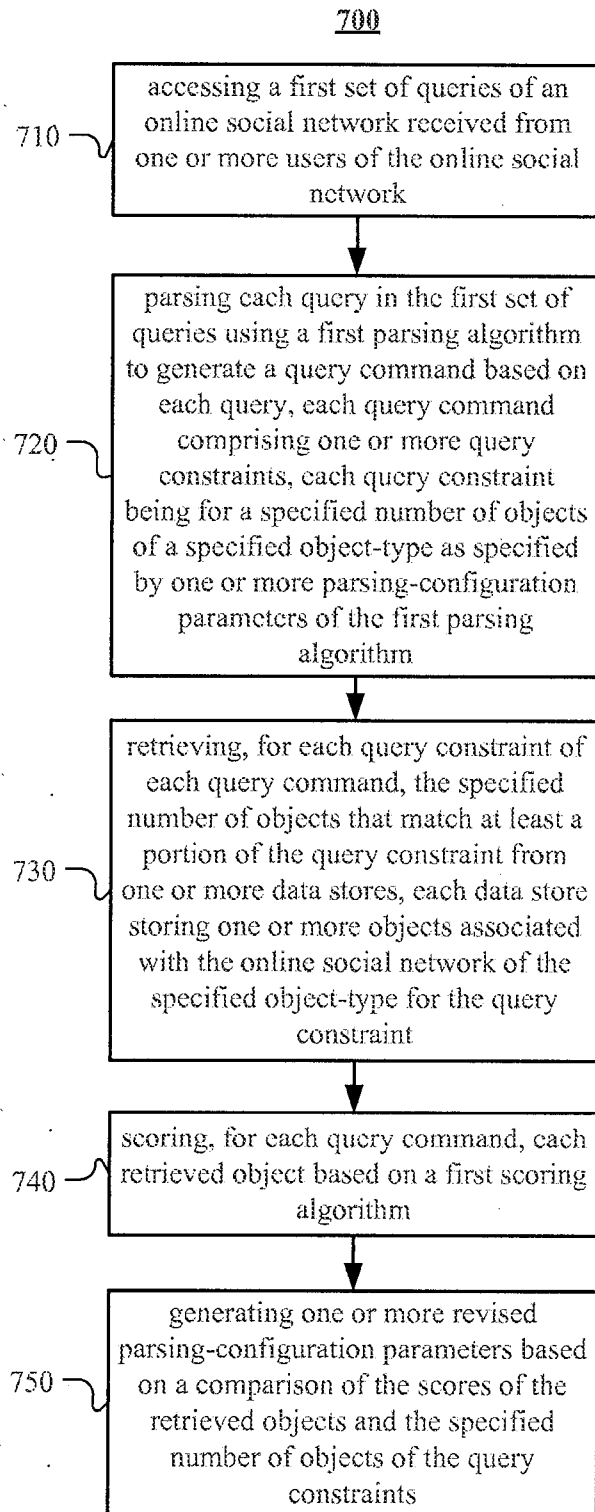 700
710
accessing a first set of queries of an
online social network received from
one or more users of the online social
network
720
parsing each query in the first set of
queries using a first parsing algorithm
to generate a query command based on
each query, each query command
comprising one or more query
constraints, each query constraint
being for a specified number of objects
of a specified object-type as specified
by one or more parsing-configuration
parameters of the first parsing
algorithm
730
retrieving, for each query constraint of
each query command, the specified
number of objects that match at least a
portion of the query constraint from
one or more data stores, each data store
storing one or more objects associated
with the online social network of the
specified object-type for the query
constraint
740
scoring, for each query command, each
retrieved object based on a first scoring
algorithm
750
generating one or more revised
parsing-configuration parameters based
on a comparison of the scores of the
retrieved objects and the specified
number of objects of the query
constraints